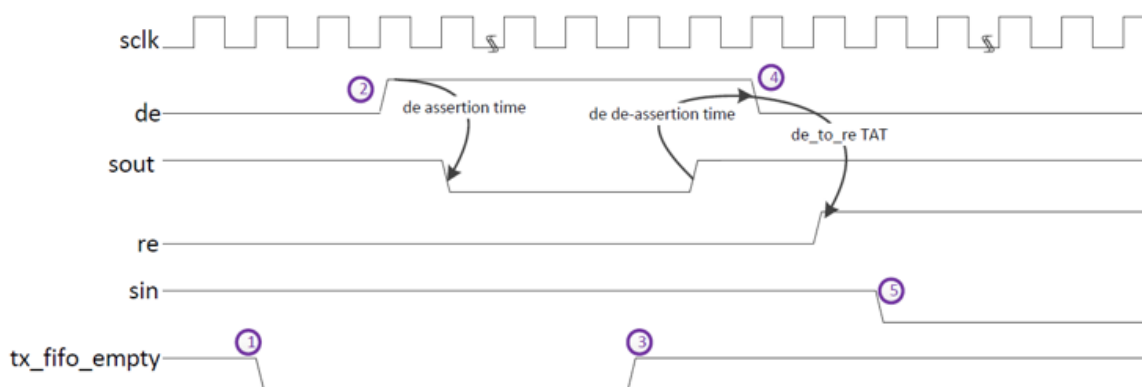 sclk
2
4
de assertion time
de de-assertion time
de
de_to_re TAT
sout
re
sin
5
1
3
tx_fifo_empty